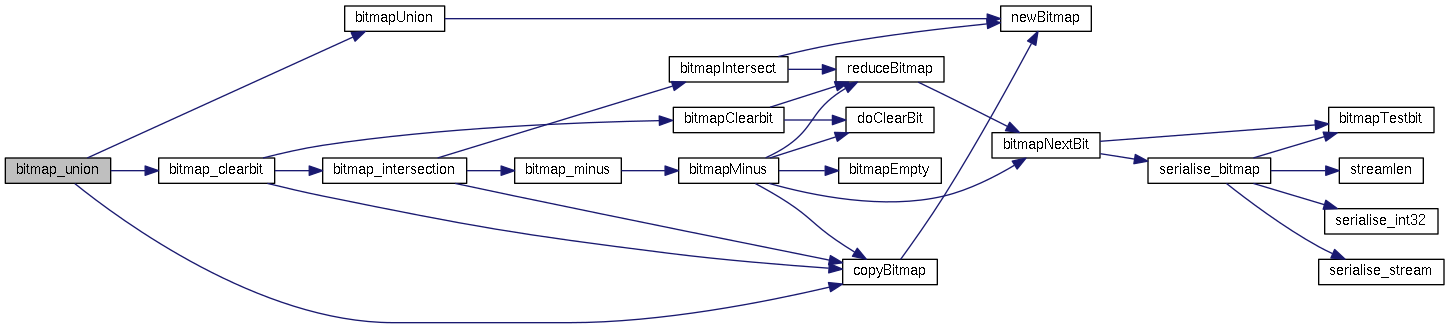 bitmapUnion
newBitmap
bitmapIntersect
reduceBitmap
bitmapClearbit
doClearBit
bitmapTestbit
bitmapNextBit
bitmap_union
bitmap_clearbit
bitmap_intersection
bitmap_minus
bitmapMinus
bitmapEmpty
serialise_bitmap
streamlen
serialise_int32
copyBitmap
serialise_stream